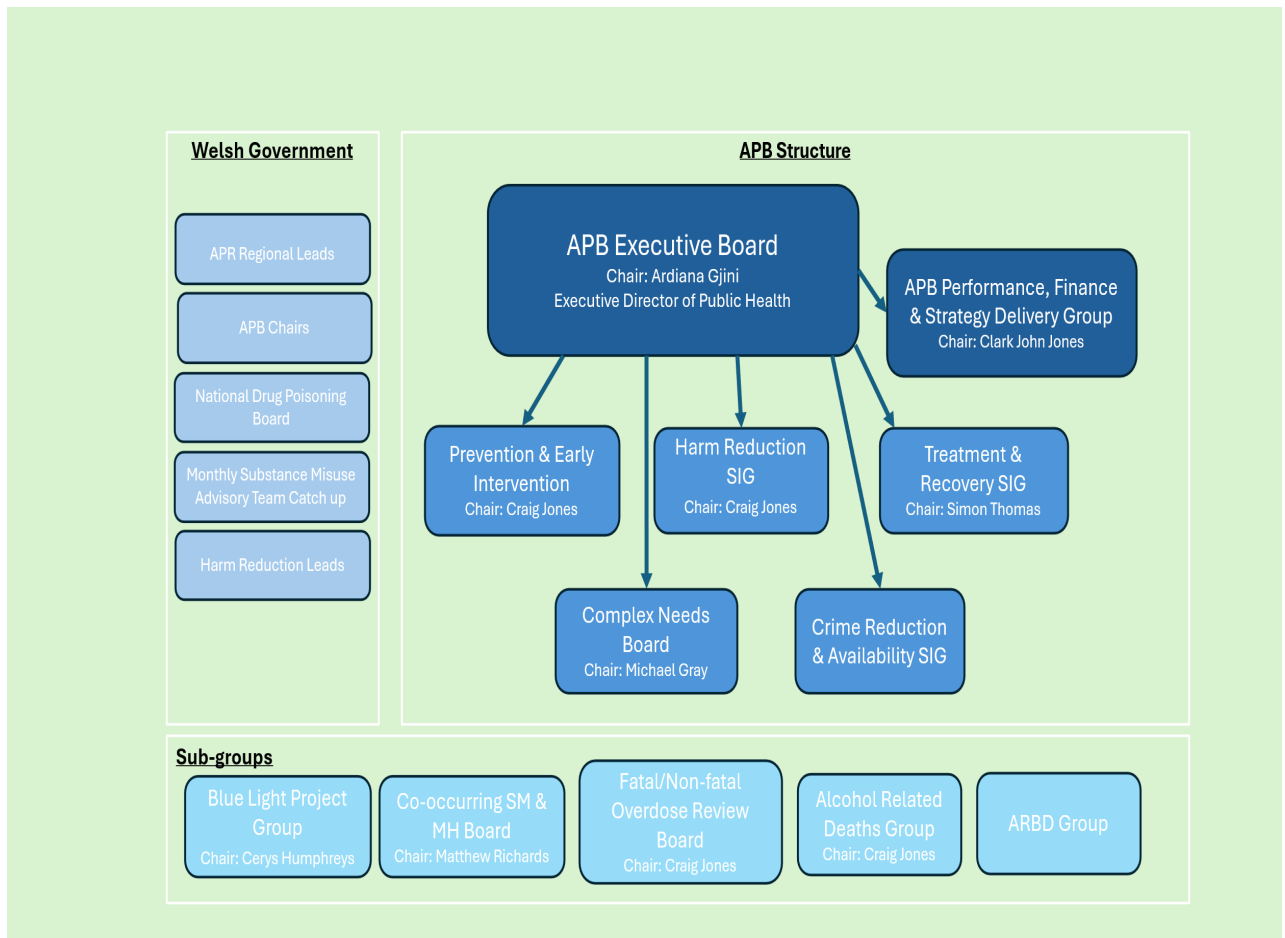 Welsh Government
APR Regional Leads
APB Chairs
National Drug Poisoning
Board
Monthly Substance Misuse
Advisory Team Catch up
Harm Reduction Leads
APB Structure
APB Executive Board
Chair: Ardiana Gjini
Executive Director of Public Health
APB Performance, Finance
& Strategy Delivery Group
Chair: Clark John Jones
Prevention & Early
Intervention
Chair: Craig Jones
Harm Reduction
SIG
Chair: Craig Jones
Treatment &
Recovery SIG
Chair: Simon Thomas
Complex Needs
Board
Chair: Michael Gray
Crime Reduction
& Availability SIG
Sub-groups
Blue Light Project
Group
Chair: Cerys Humphreys
Co-occurring SM &
MH Board
Chair: Matthew Richards
Fatal/Non-fatal
Overdose Review
Board
Chair: Craig Jones
Alcohol Related
Deaths Group
Chair: Craig Jones
ARBD Group